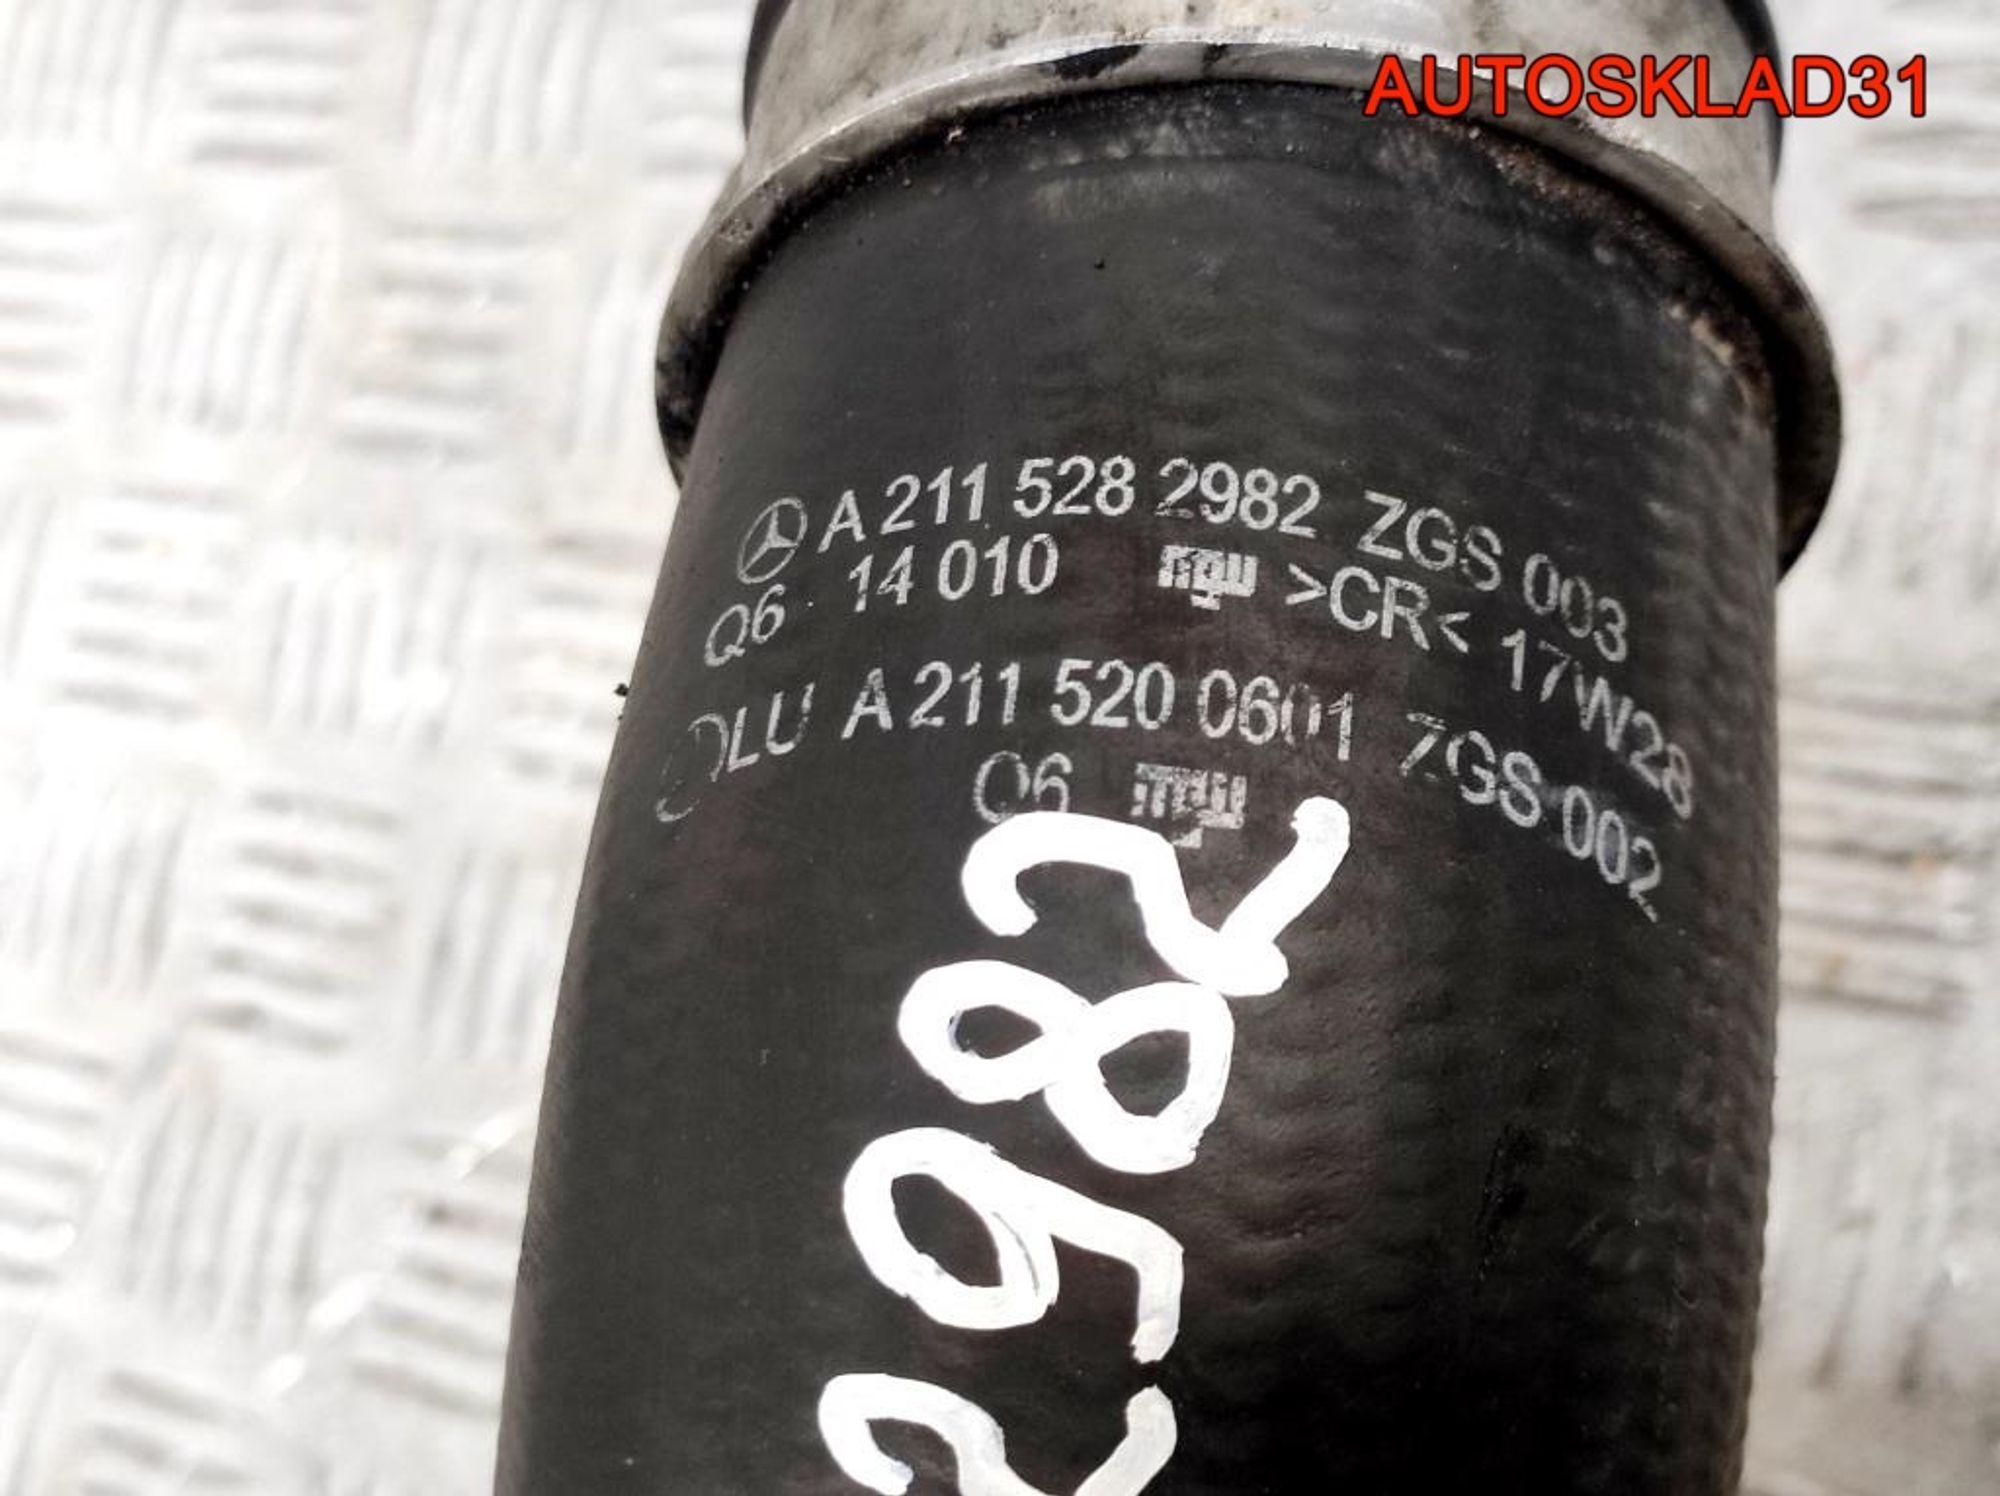 AUTOSKLAD31
A 211 528 2982 ZGS 003
Q6 14 010 >CR< 17W28
LU A 211 520 0601 ZGS 002
Q6
2982